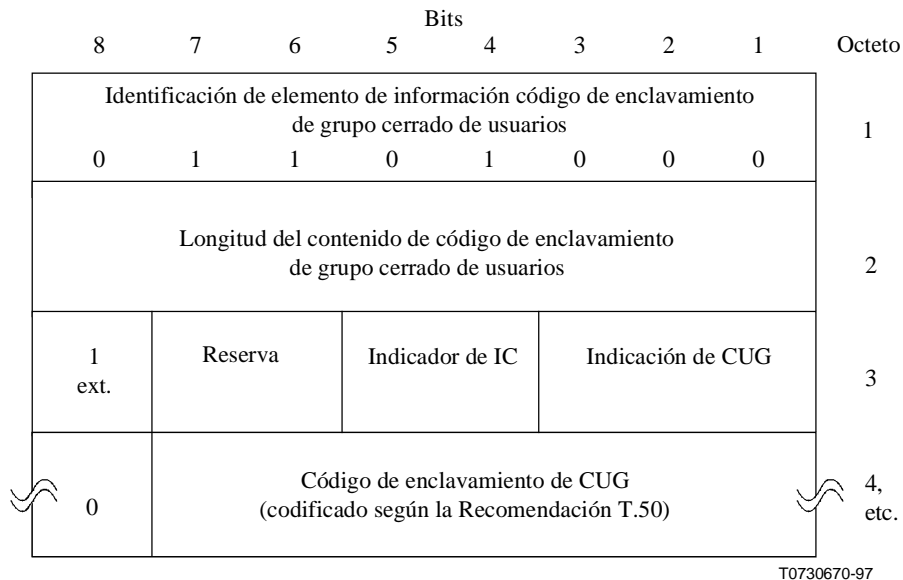 Bits
8 7 6 5 4 3 2 1 Octeto
Identificación de elemento de información código de enclavamiento
de grupo cerrado de usuarios
0 1 1 0 1 0 0 0
1
Longitud del contenido de código de enclavamiento
de grupo cerrado de usuarios
2
1
ext.
Reserva
Indicador de IC
Indicación de CUG
3
0
Código de enclavamiento de CUG
(codificado según la Recomendación T.50)
4,
etc.
T0730670-97